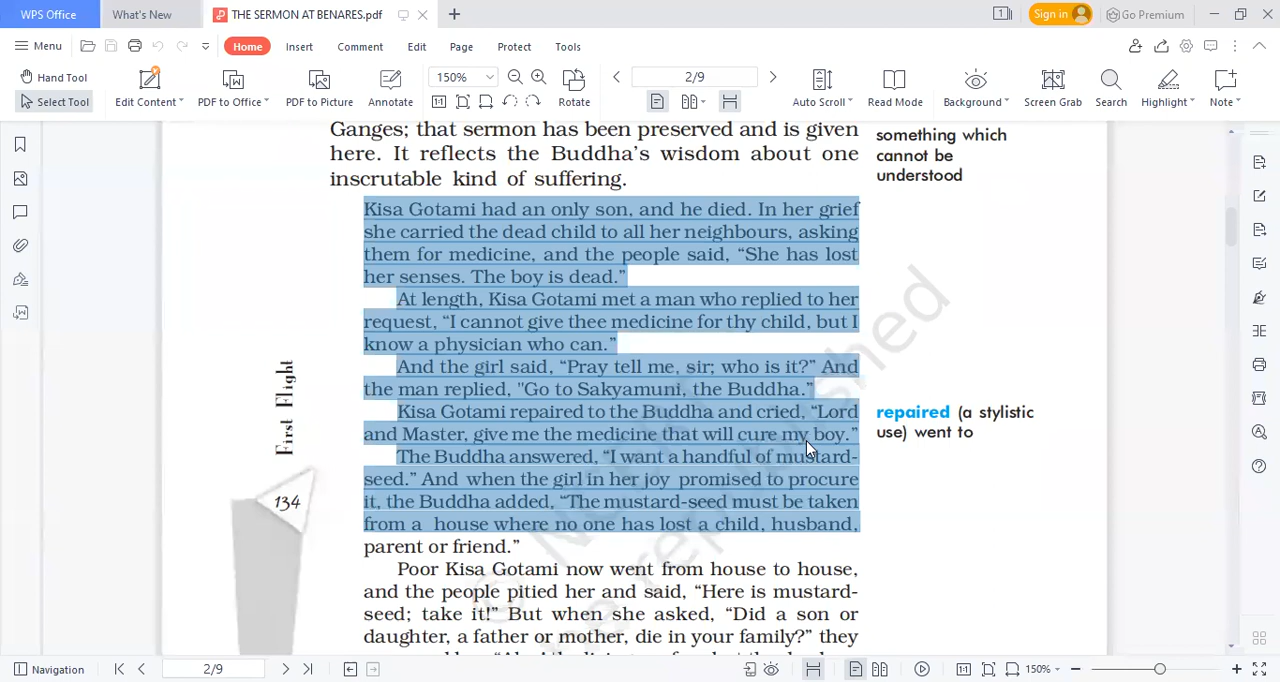 WPS Office
What's New
THE SERMON AT BENARES.pdf
Sign in
Go Premium
Menu
Home
Insert
Comment
Edit
Page
Protect
Tools
Hand Tool
Select Tool
Edit Content
PDF to Office
PDF to Picture
Annotate
150%
Rotate
2/9
Auto Scroll
Read Mode
Background
Screen Grab
Search
Highlight
Note
Ganges; that sermon has been preserved and is given
here. It reflects the Buddha's wisdom about one
inscrutable kind of suffering.
something which
cannot be
understood
Kisa Gotami had an only son, and he died. In her grief
she carried the dead child to all her neighbours, asking
them for medicine, and the people said, “She has lost
her senses. The boy is dead.”
At length, Kisa Gotami met a man who replied to her
request, “I cannot give thee medicine for thy child, but I
know a physician who can.”
And the girl said, “Pray tell me, sir; who is it?” And
the man replied, "Go to Sakyamuni, the Buddha.”
Kisa Gotami repaired to the Buddha and cried, “Lord
and Master, give me the medicine that will cure my boy.”
The Buddha answered, “I want a handful of mustard-
seed.” And when the girl in her joy promised to procure
it, the Buddha added, “The mustard-seed must be taken
from a house where no one has lost a child, husband,
parent or friend.”
Poor Kisa Gotami now went from house to house,
and the people pitied her and said, “Here is mustard-
seed; take it!” But when she asked, “Did a son or
daughter, a father or mother, die in your family?” they
repaired (a stylistic
use) went to
First Flight
134
Navigation
2/9
150%